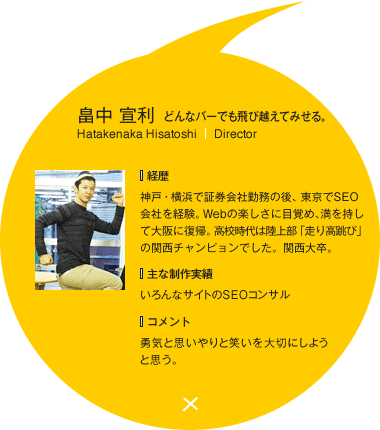 畠中 宣利 どんなバーでも飛び越えてみせる。
Hatakenaka Hisatoshi | Director
経歴
神戸・横浜で証券会社勤務の後、東京でSEO
会社を経験。Webの楽しさに目覚め、満を持し
て大阪に復帰。高校時代は陸上部「走り高跳び」
の関西チャンピョンでした。関西大卒。
主な制作実績
いろんなサイトのSEOコンサル
コメント
勇気と思いやりと笑いを大切にしよう
と思う。